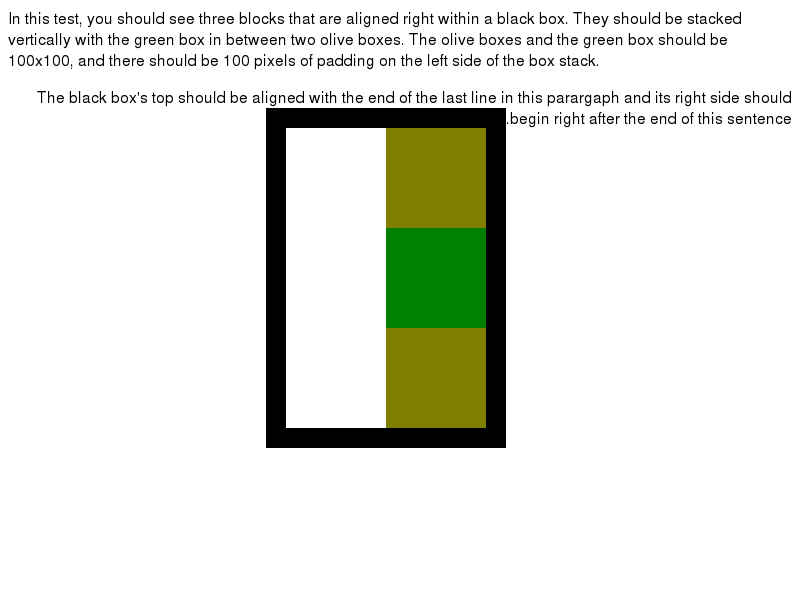 In this test, you should see three blocks that are aligned right within a black box. They should be stacked
vertically with the green box in between two olive boxes. The olive boxes and the green box should be
100x100, and there should be 100 pixels of padding on the left side of the box stack.
The black box's top should be aligned with the end of the last line in this parargaph and its right side should
.begin right after the end of this sentence